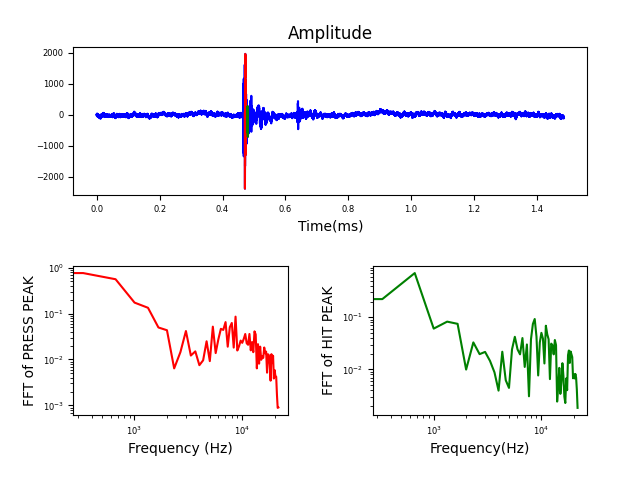 Amplitude
2000
1000
0
−1000
−2000
0.0 0.2 0.4 0.6 0.8 1.0 1.2 1.4
Time(ms)
FFT of PRESS PEAK
10⁰
10⁻¹
10⁻²
10⁻³
10³ 10⁴
Frequency (Hz)
FFT of HIT PEAK
10⁻¹
10⁻²
10³ 10⁴
Frequency(Hz)